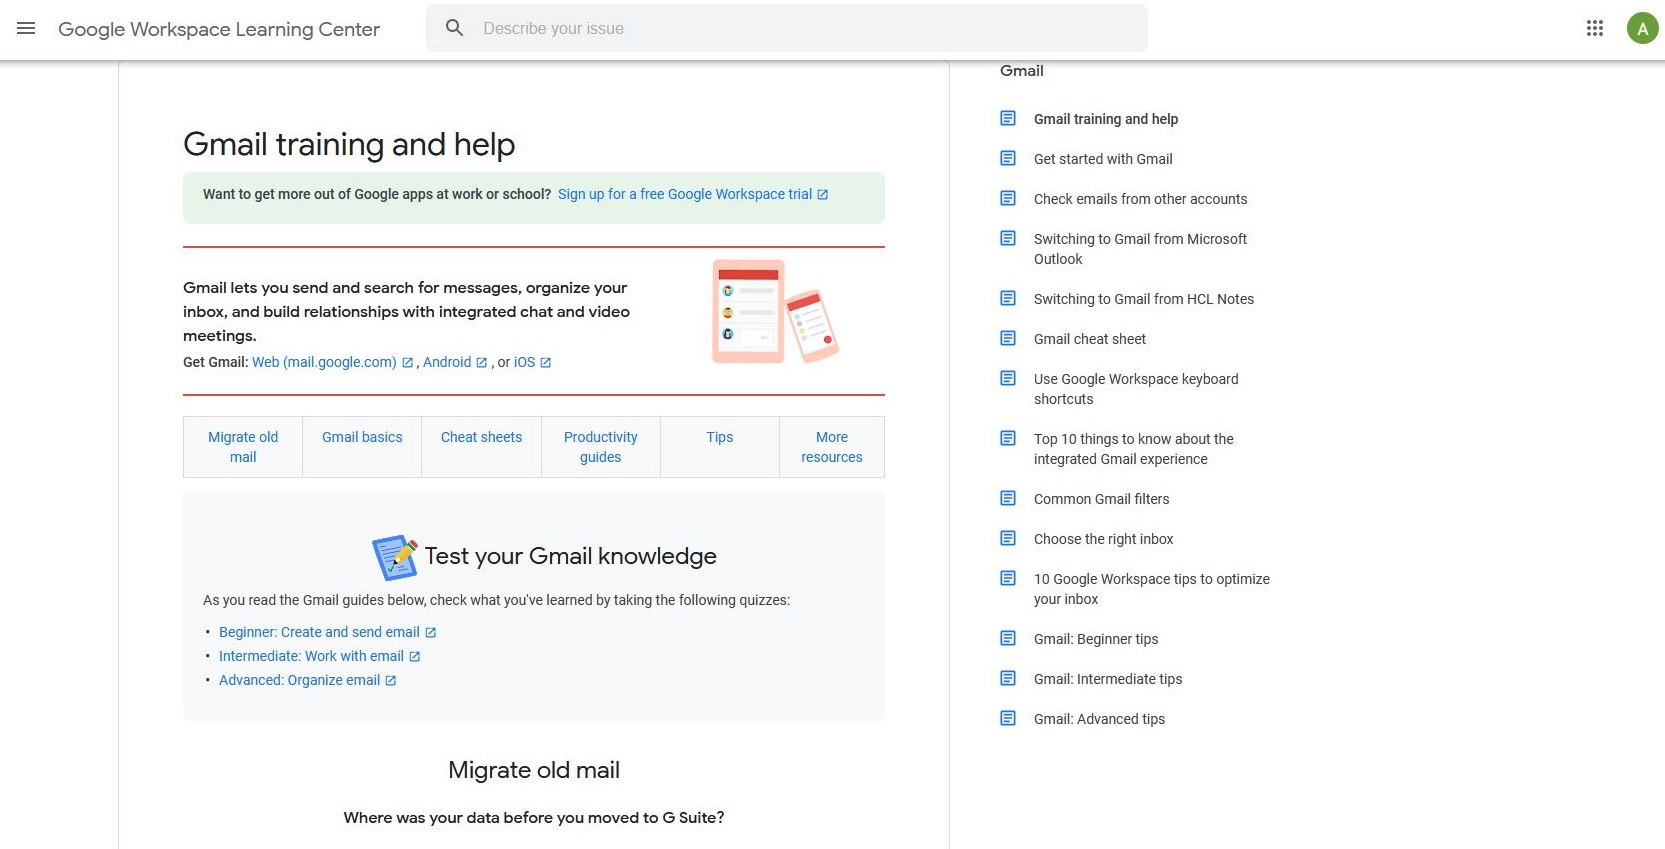 Google Workspace Learning Center
Describe your issue
A
Gmail training and help
Want to get more out of Google apps at work or school? Sign up for a free Google Workspace trial
Gmail lets you send and search for messages, organize your
inbox, and build relationships with integrated chat and video
meetings.
Get Gmail: Web (mail.google.com) , Android , or iOS
Migrate old
mail
Gmail basics
Cheat sheets
Productivity
guides
Tips
More
resources
Test your Gmail knowledge
As you read the Gmail guides below, check what you've learned by taking the following quizzes:
• Beginner: Create and send email
• Intermediate: Work with email
• Advanced: Organize email
Migrate old mail
Where was your data before you moved to G Suite?
Gmail
Gmail training and help
Get started with Gmail
Check emails from other accounts
Switching to Gmail from Microsoft
Outlook
Switching to Gmail from HCL Notes
Gmail cheat sheet
Use Google Workspace keyboard
shortcuts
Top 10 things to know about the
integrated Gmail experience
Common Gmail filters
Choose the right inbox
10 Google Workspace tips to optimize
your inbox
Gmail: Beginner tips
Gmail: Intermediate tips
Gmail: Advanced tips